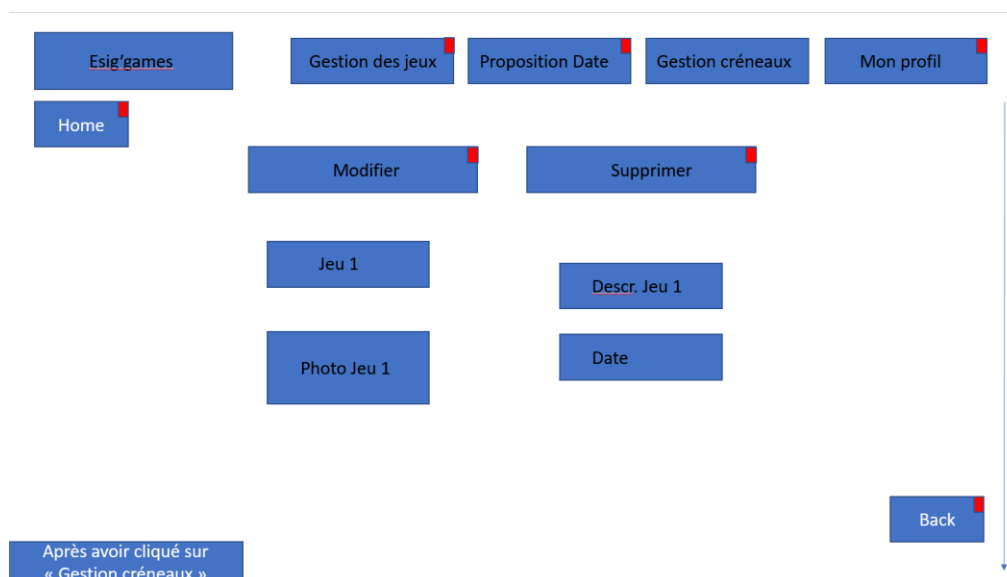 Esig'games
Gestion des jeux
Proposition Date
Gestion créneaux
Mon profil
Home
Modifier
Supprimer
Jeu 1
Descr. Jeu 1
Photo Jeu 1
Date
Back
Après avoir cliqué sur
« Gestion créneaux »